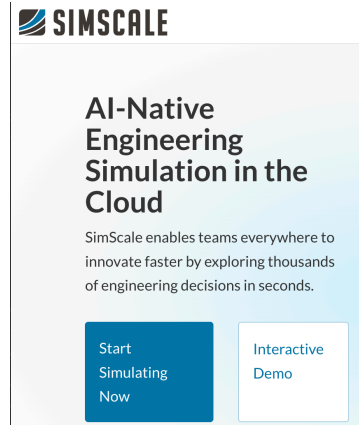 SIMSCALE
AI-Native
Engineering
Simulation in the
Cloud
SimScale enables teams everywhere to
innovate faster by exploring thousands
of engineering decisions in seconds.
Start
Simulating
Now
Interactive
Demo